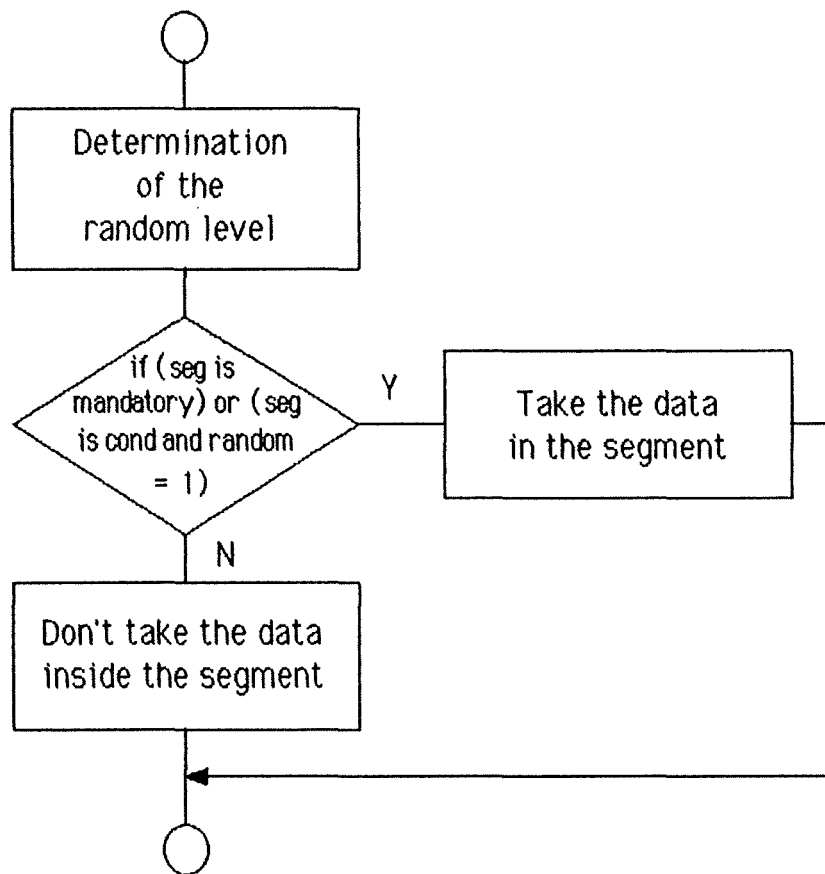 Determination
of the
random level
if (seg is
mandatory) or (seg
is cond and random
= 1)
Y
Take the data
in the segment
N
Don't take the data
inside the segment